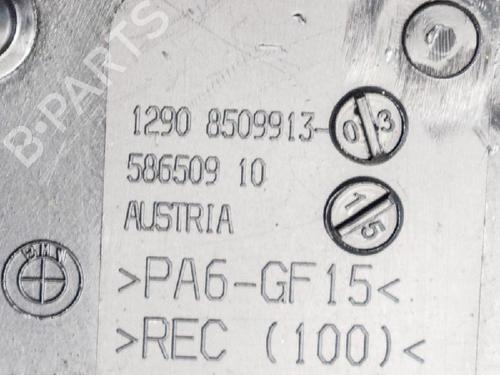 B-PARTS
1290 8509913-03
586509 10
15
AUSTRIA
BMW
>PA6-GF15<
>REC (100)<